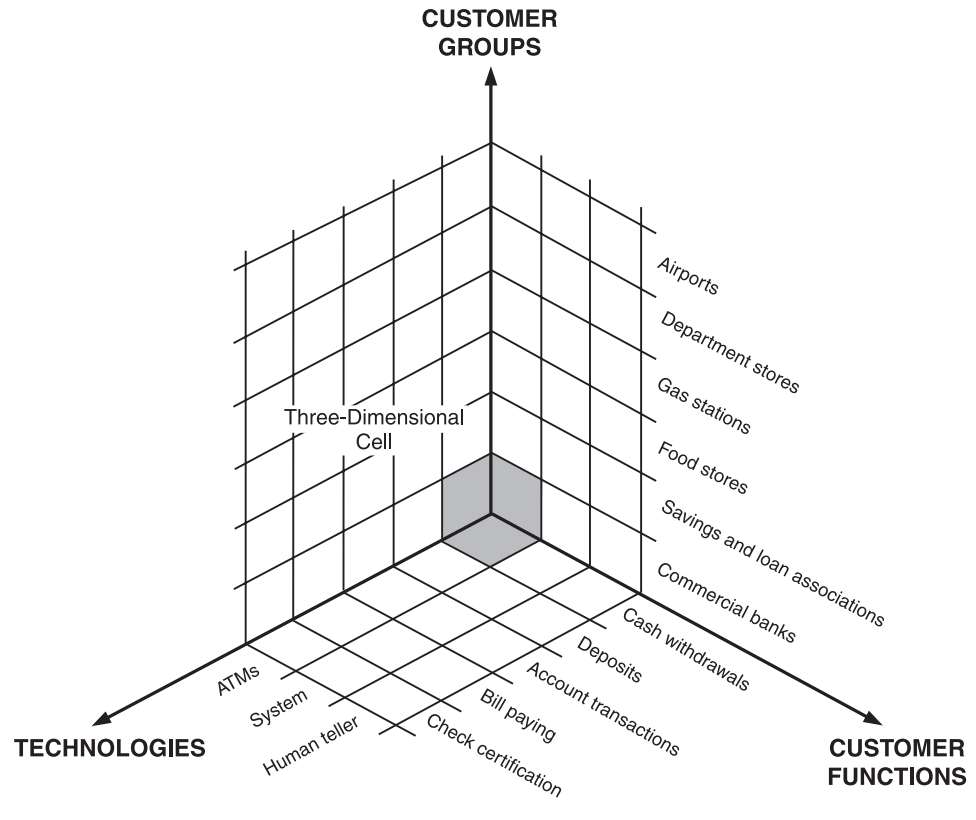 CUSTOMER
GROUPS
Airports
Department stores
Gas stations
Three-Dimensional
Cell
Food stores
Savings and loan associations
Commercial banks
Cash withdrawals
Deposits
Account transactions
Bill paying
Check certification
ATMs
System
Human teller
TECHNOLOGIES
CUSTOMER
FUNCTIONS